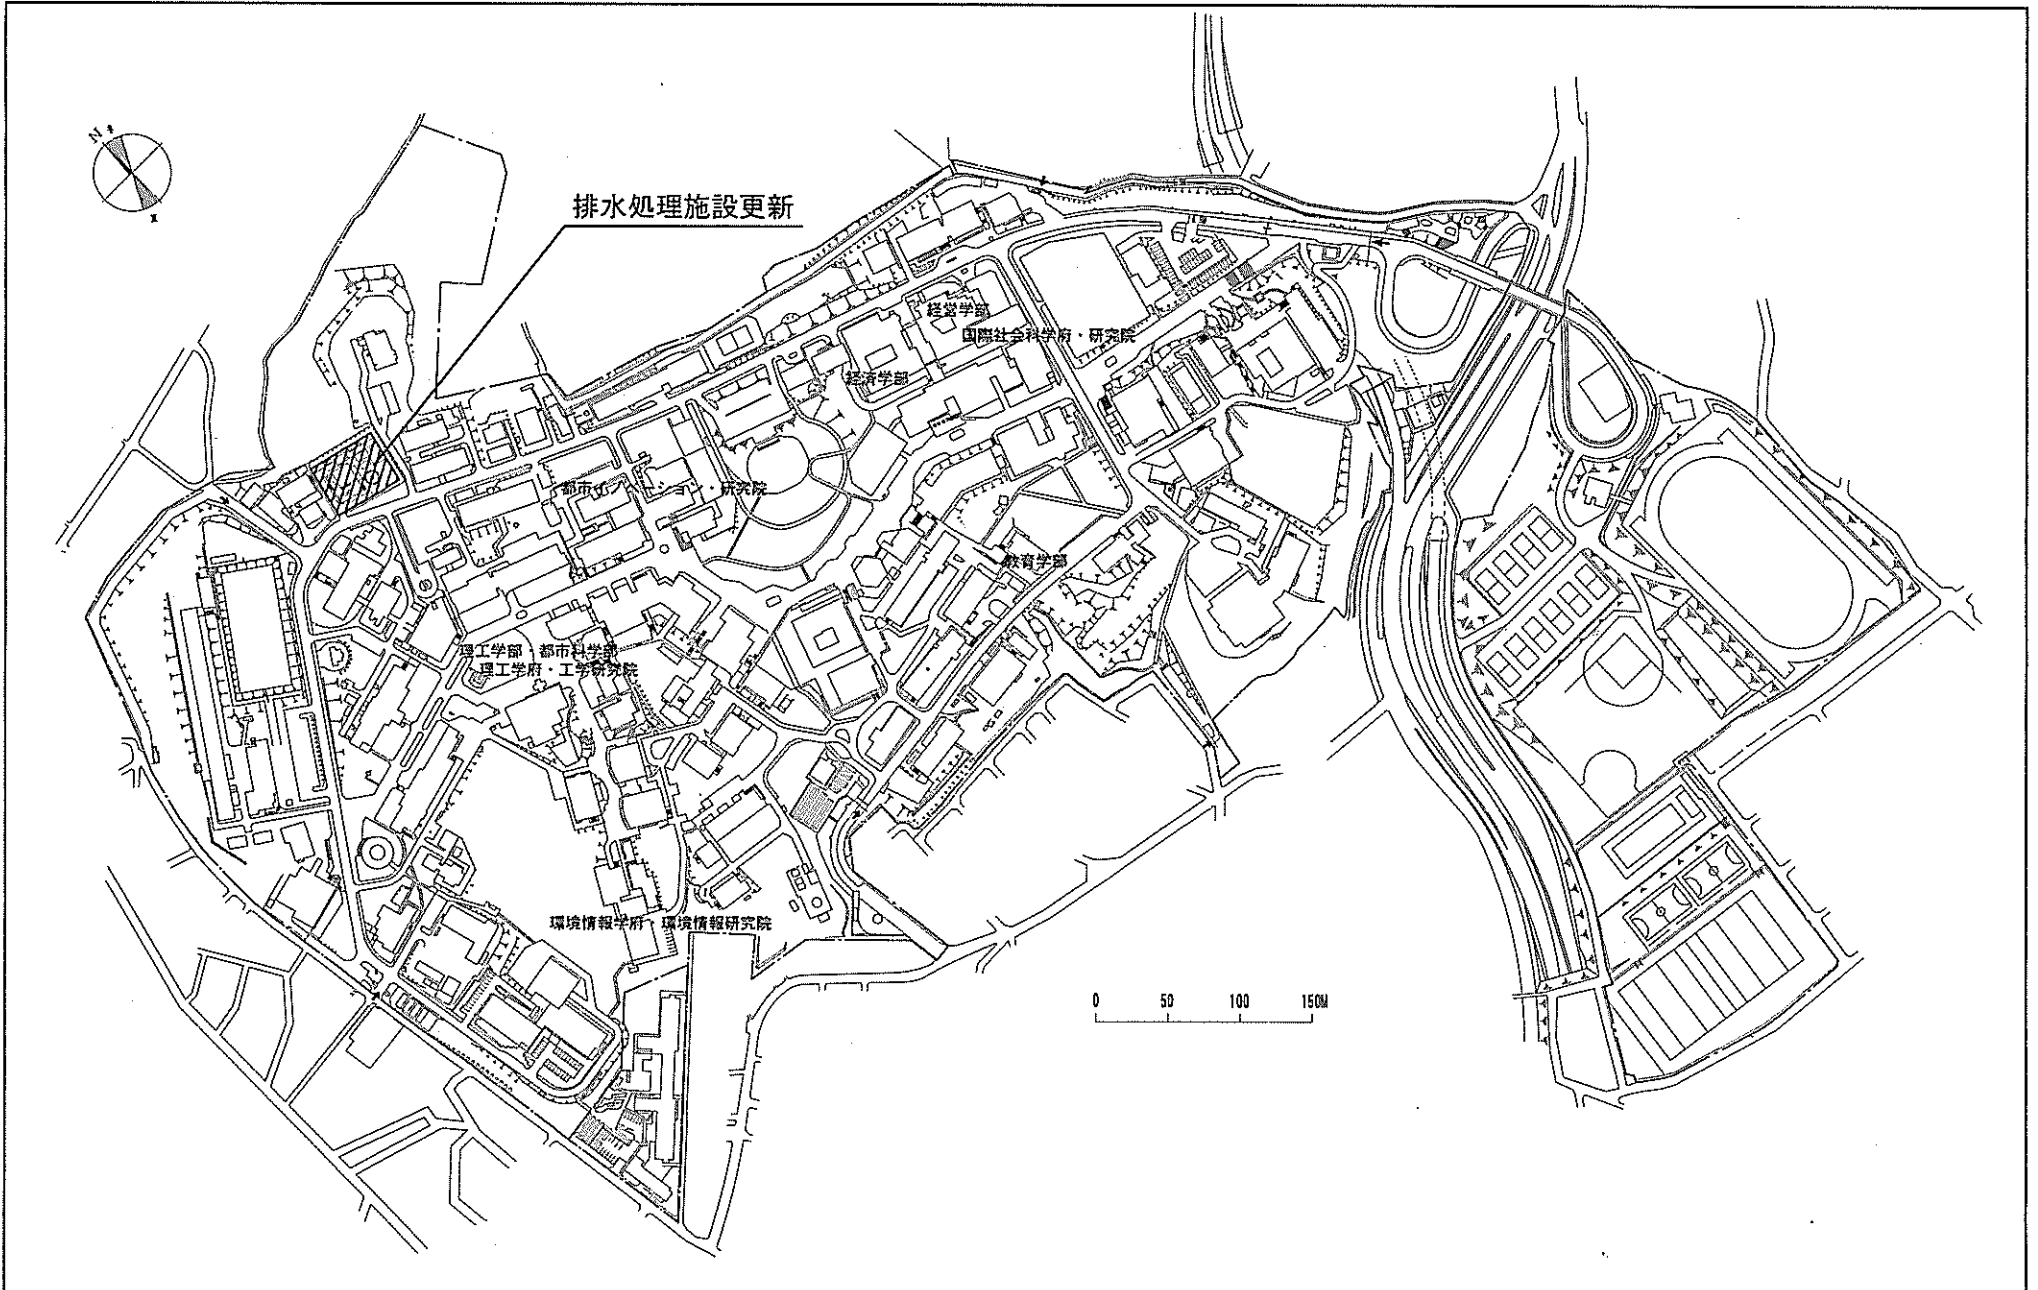 N
排水処理施設更新
経営学部
国際社会科学府・研究院
経済学部
都市イノベーション・研究院
教育学部
理工学部・都市科学部
理工学府・工学研究院
環境情報学府・環境情報研究院
0 50 100 150M